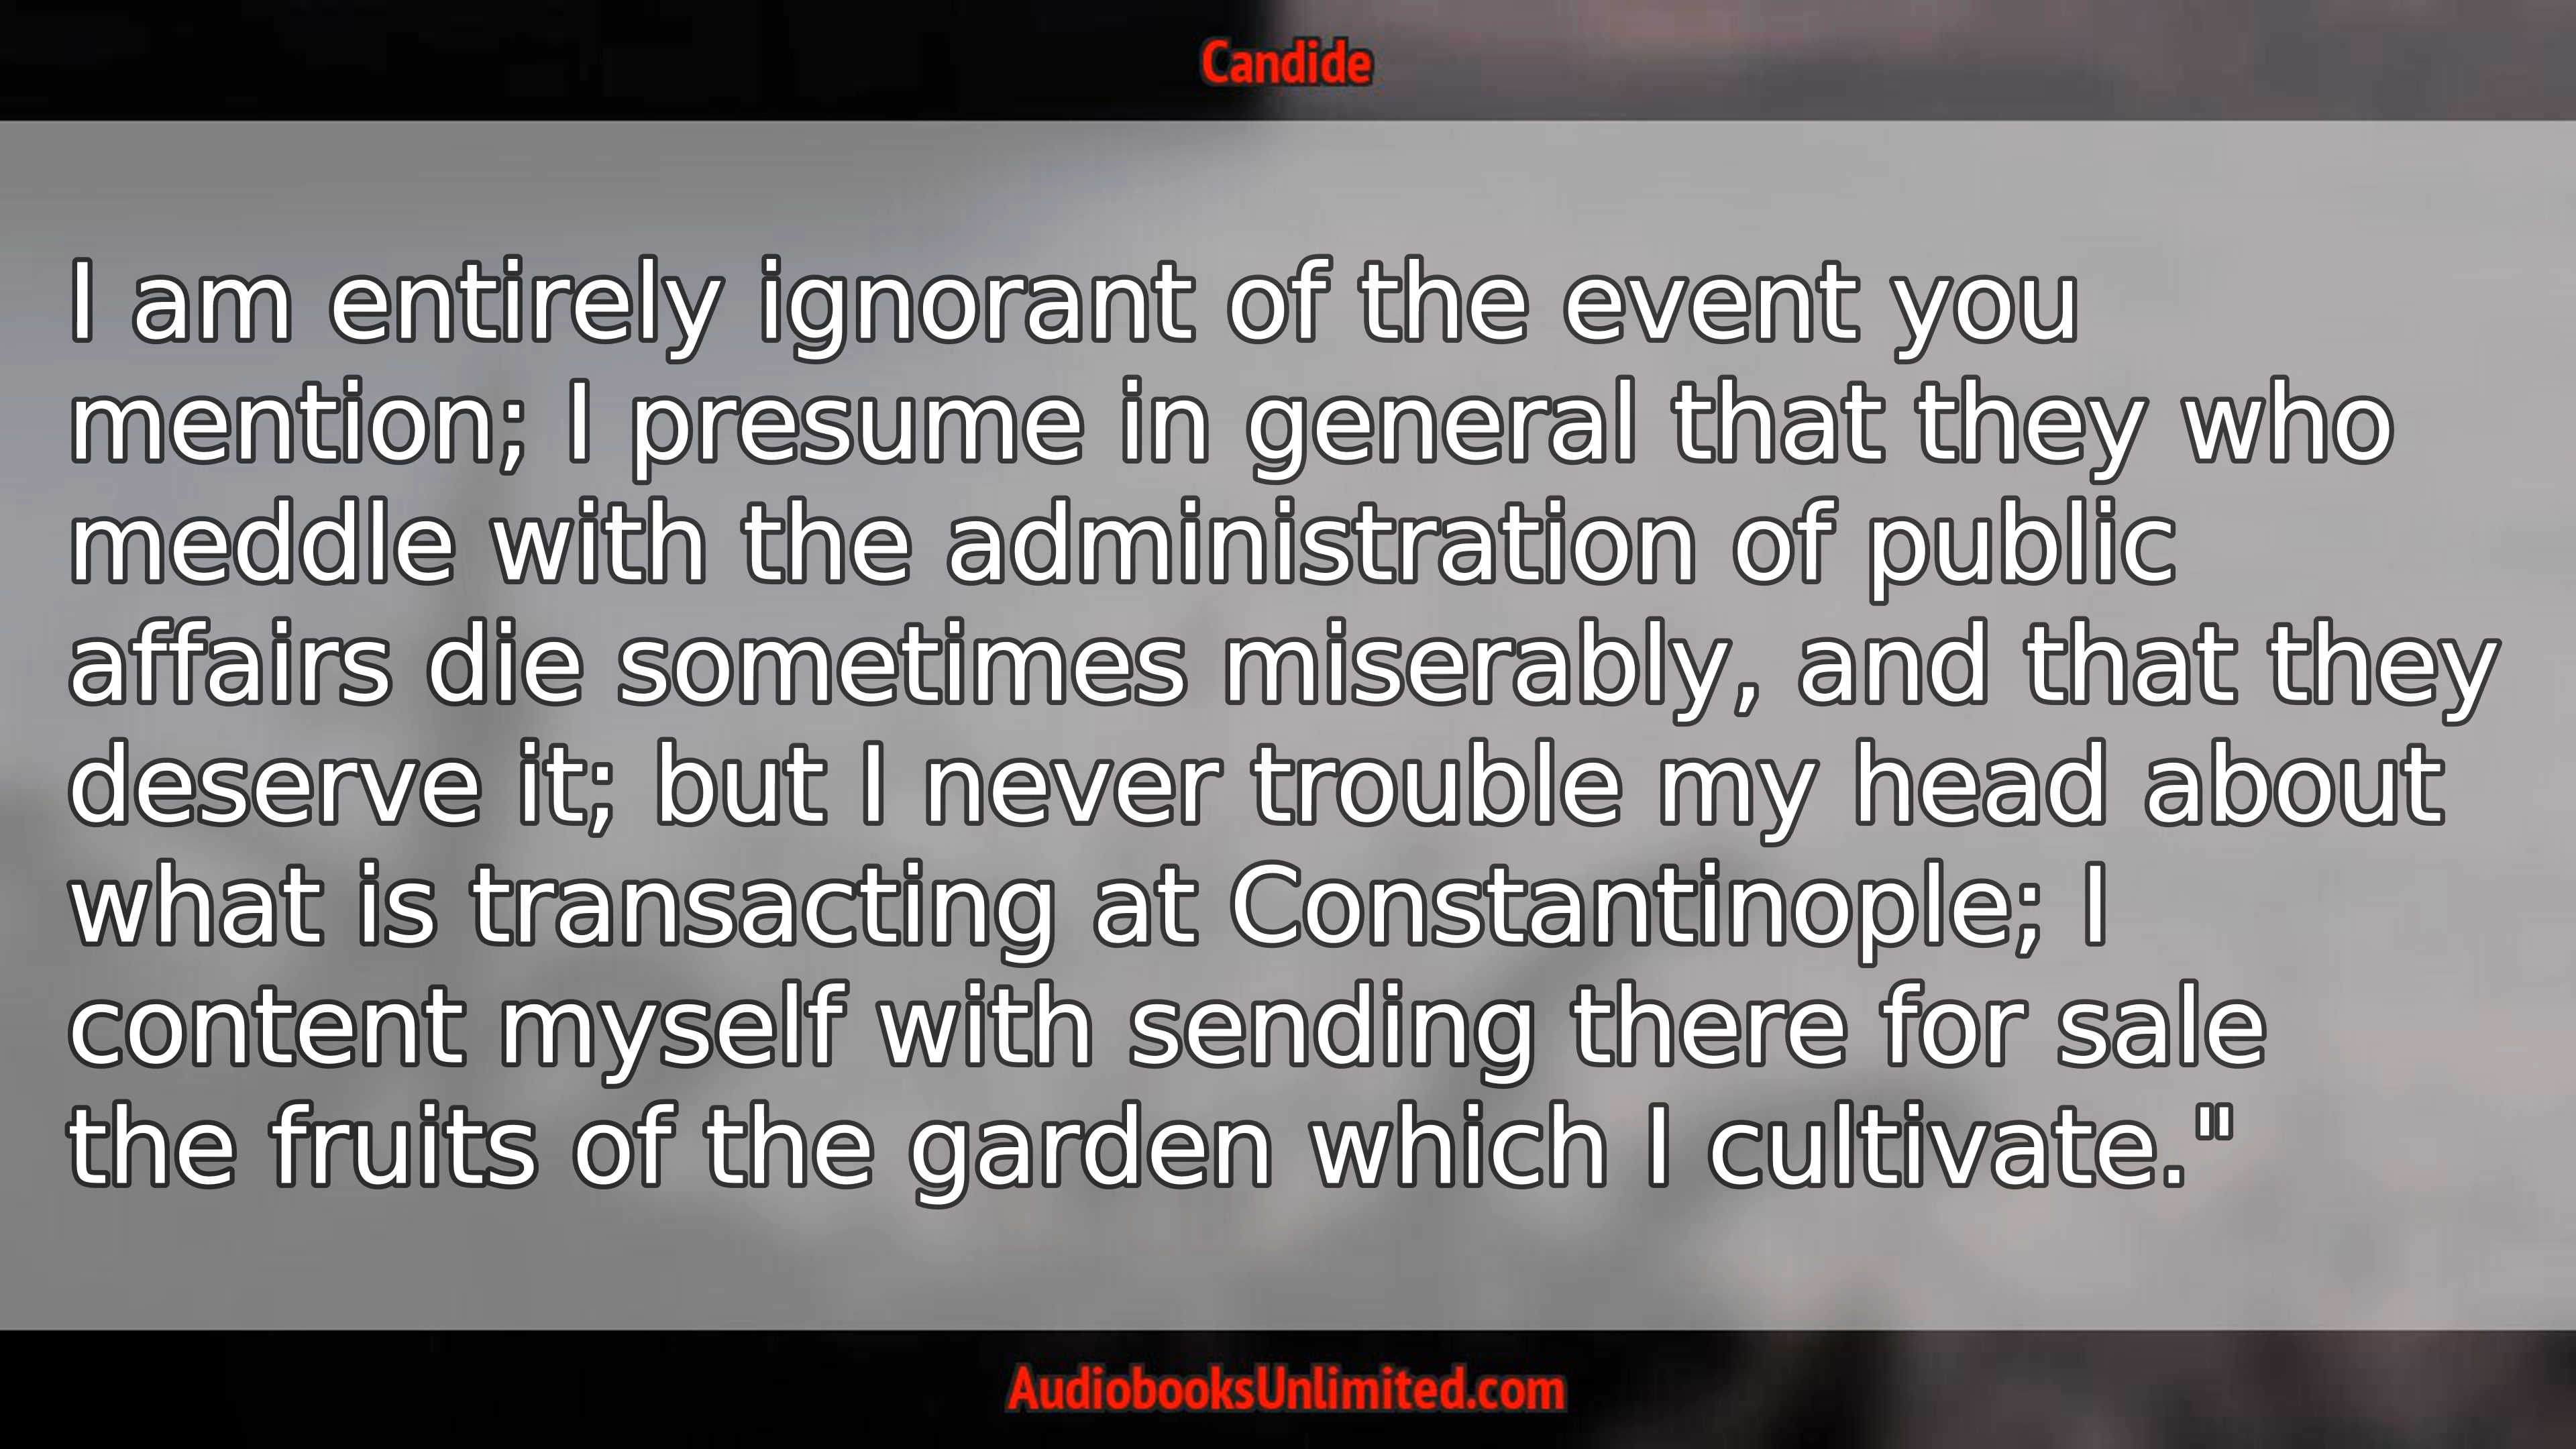 Candide
I am entirely ignorant of the event you
mention; I presume in general that they who
meddle with the administration of public
affairs die sometimes miserably, and that they
deserve it; but I never trouble my head about
what is transacting at Constantinople; I
content myself with sending there for sale
the fruits of the garden which I cultivate."
AudiobooksUnlimited.com